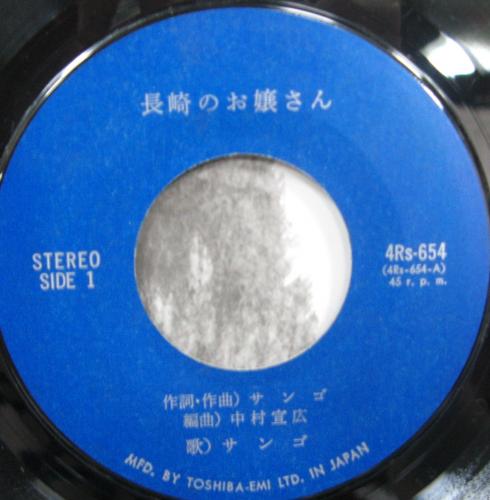 長崎のお嬢さん
STEREO
SIDE 1
4Rs-654
(4Rs-654-A)
45 r. p. m.
作詞・作曲) サンゴ
編曲) 中村宣広
歌) サンゴ
MFD. BY TOSHIBA-EMI LTD. IN JAPAN